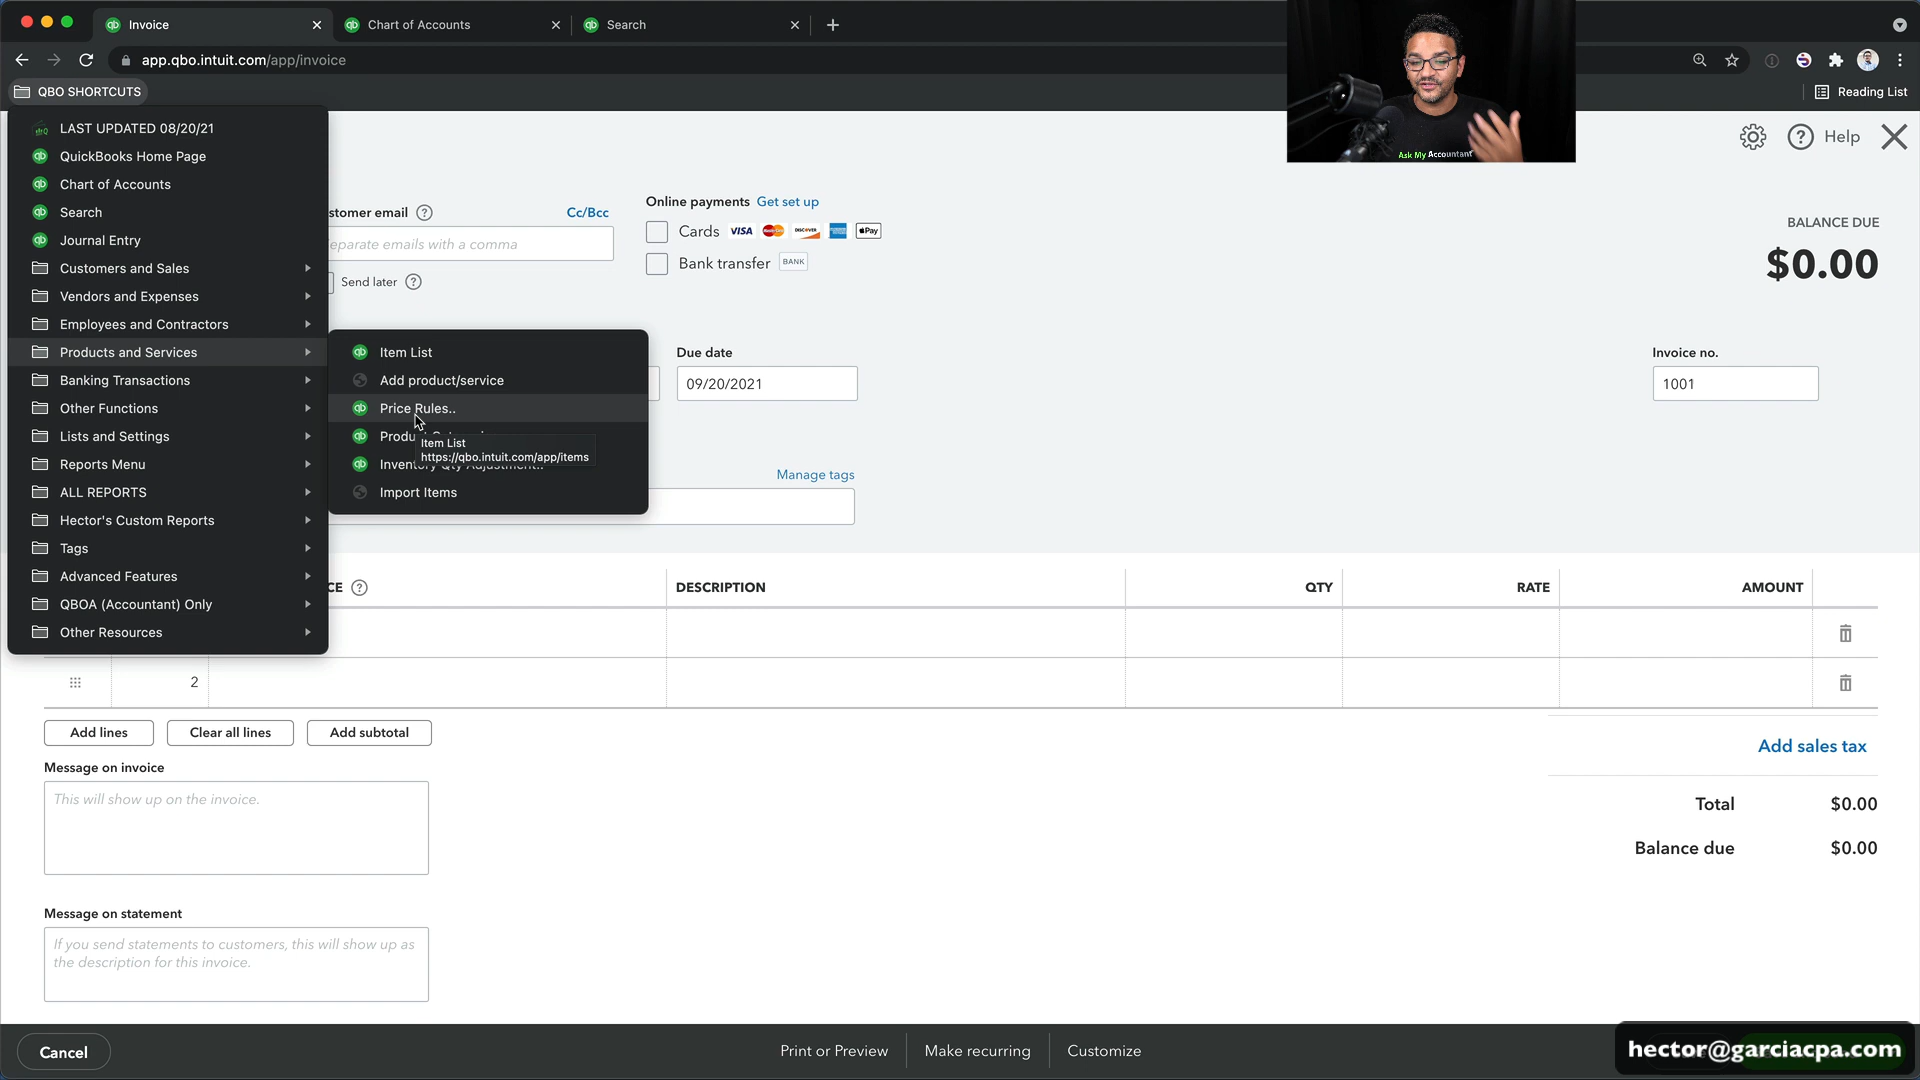 Invoice
Chart of Accounts
Search
app.qbo.intuit.com/app/invoice
QBO SHORTCUTS
Reading List
LAST UPDATED 08/20/21
QuickBooks Home Page
Chart of Accounts
Search
Journal Entry
Customers and Sales
Vendors and Expenses
Employees and Contractors
Products and Services
Banking Transactions
Other Functions
Lists and Settings
Reports Menu
ALL REPORTS
Hector's Custom Reports
Tags
Advanced Features
QBOA (Accountant) Only
Other Resources
Item List
Add product/service
Price Rules..
Item List
https://qbo.intuit.com/app/items
Import Items
Ask My Accountant
Help
stomer email
Cc/Bcc
eparate emails with a comma
Send later
Online payments Get set up
Cards VISA DISCOVER Pay
Bank transfer BANK
BALANCE DUE
$0.00
Due date
09/20/2021
Invoice no.
1001
Manage tags
CE
DESCRIPTION
QTY
RATE
AMOUNT
2
Add lines
Clear all lines
Add subtotal
Message on invoice
This will show up on the invoice.
Message on statement
If you send statements to customers, this will show up as
the description for this invoice.
Add sales tax
Total $0.00
Balance due $0.00
Cancel
Print or Preview
Make recurring
Customize
hector@garciacpa.com